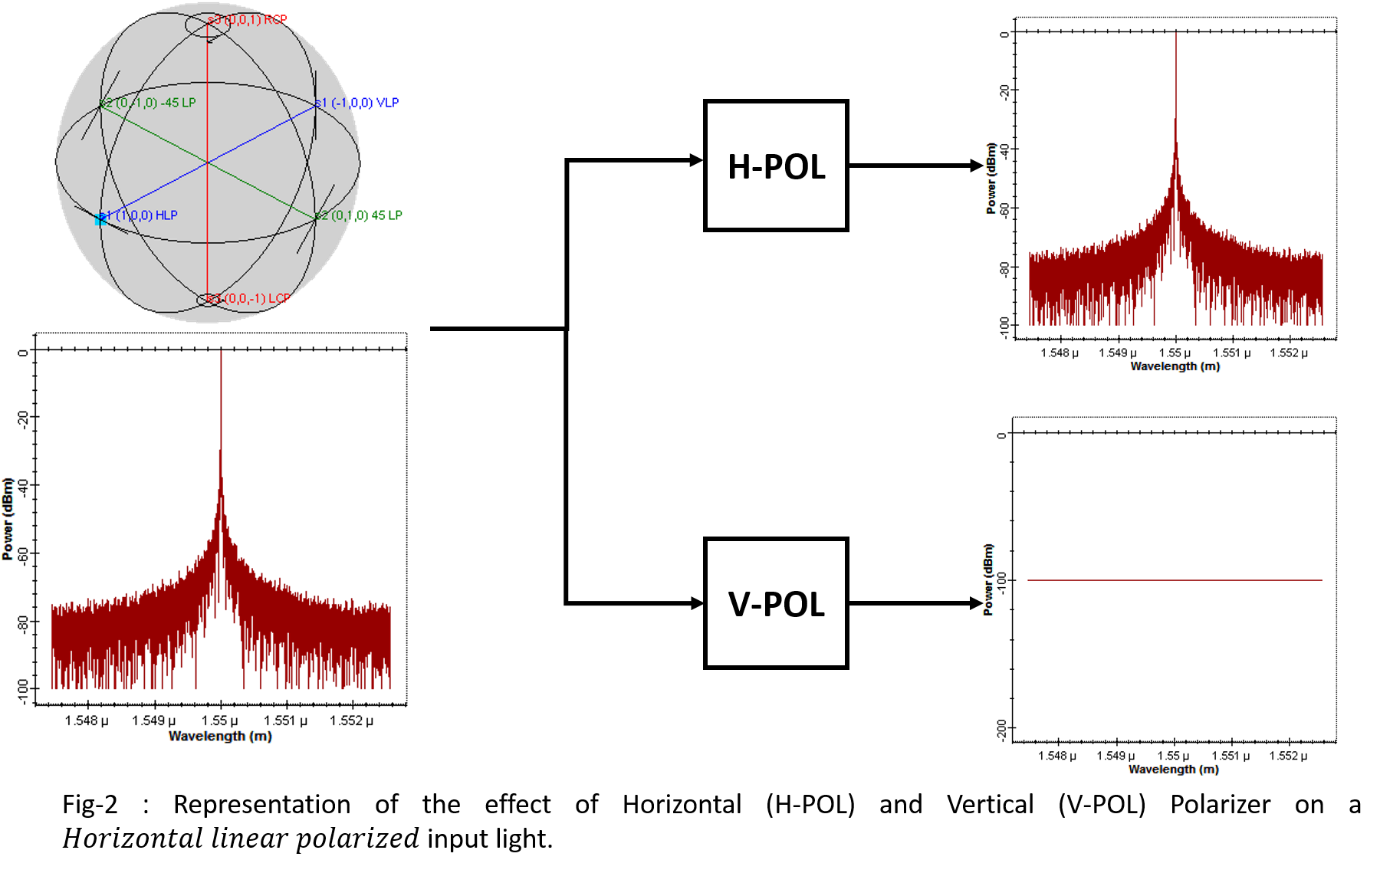 s3 (0,0,1) RCP
s2 (0,-1,0) -45 LP
s1 (-1,0,0) VLP
s1 (1,0,0) HLP
s2 (0,1,0) 45 LP
s3 (0,0,-1) LCP
0
-20
-40
-60
-80
-100
Power (dBm)
1.548 µ 1.549 µ 1.55 µ 1.551 µ 1.552 µ
Wavelength (m)
H-POL
V-POL
0
-20
-40
-60
-80
-100
Power (dBm)
1.548 µ 1.549 µ 1.55 µ 1.551 µ 1.552 µ
Wavelength (m)
0
-100
-200
Power (dBm)
1.548 µ 1.549 µ 1.55 µ 1.551 µ 1.552 µ
Wavelength (m)
Fig-2 : Representation of the effect of Horizontal (H-POL) and Vertical (V-POL) Polarizer on a
Horizontal linear polarized input light.